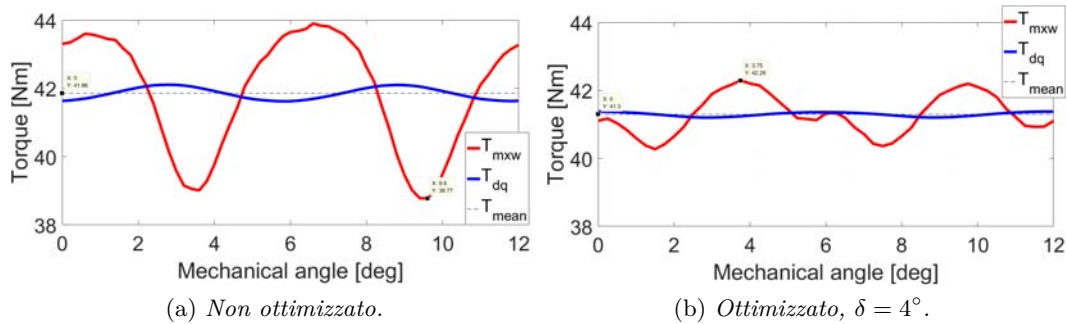 44
42
40
38
Torque [Nm]
0 2 4 6 8 10 12
Mechanical angle [deg]
X: 0
Y: 41.86
X: 9.6
Y: 38.77
T_mxw
T_dq
T_mean
(a) Non ottimizzato.
44
42
40
38
Torque [Nm]
0 2 4 6 8 10 12
Mechanical angle [deg]
X: 0
Y: 41.3
X: 3.75
Y: 42.29
T_mxw
T_dq
T_mean
(b) Ottimizzato, δ = 4°.